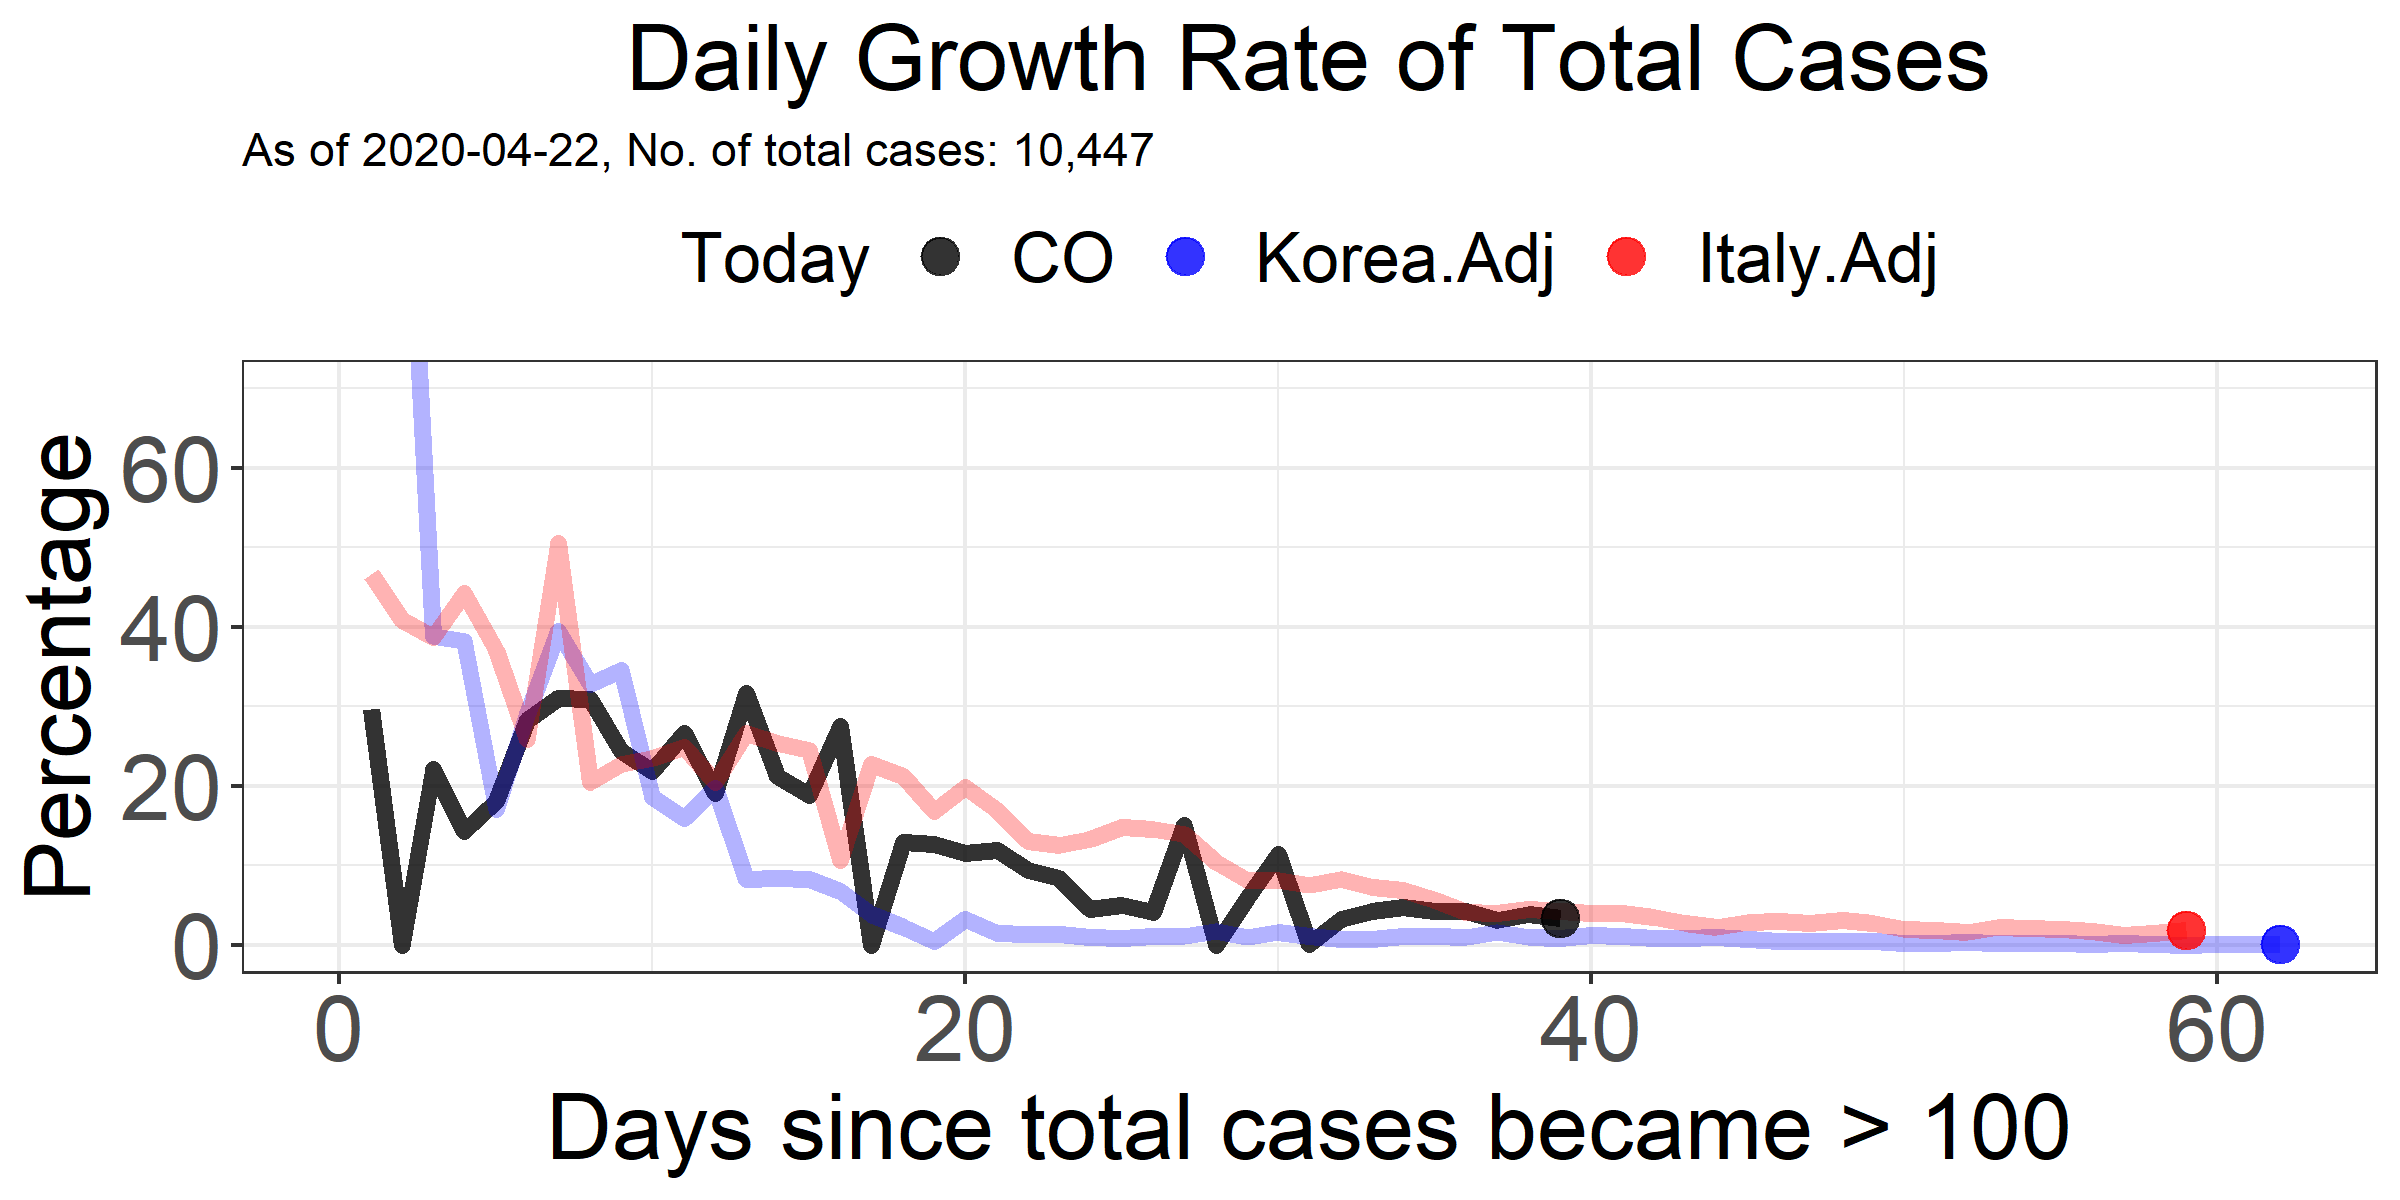 Daily Growth Rate of Total Cases
As of 2020-04-22, No. of total cases: 10,447
Today CO Korea.Adj Italy.Adj
Percentage
60
40
20
0
0 20 40 60
Days since total cases became > 100